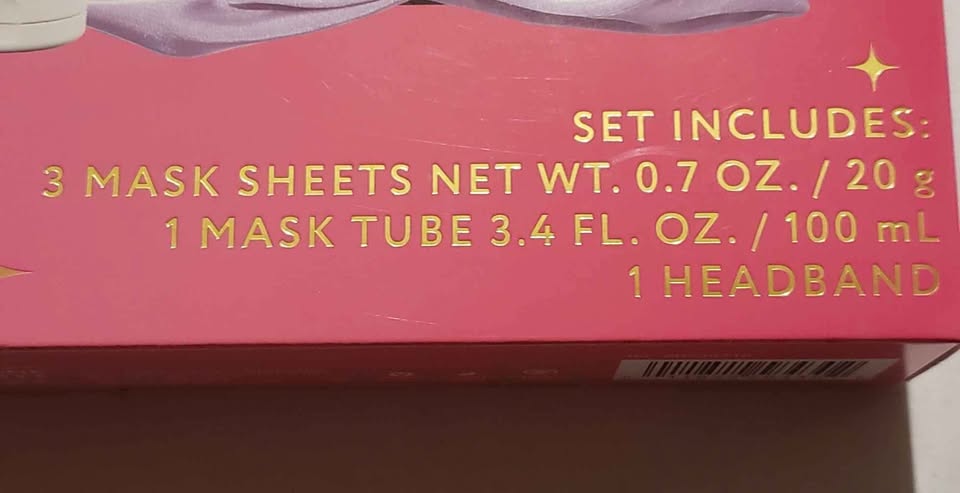 SET INCLUDES:
3 MASK SHEETS NET WT. 0.7 OZ. / 20 g
1 MASK TUBE 3.4 FL. OZ. / 100 mL
1 HEADBAND